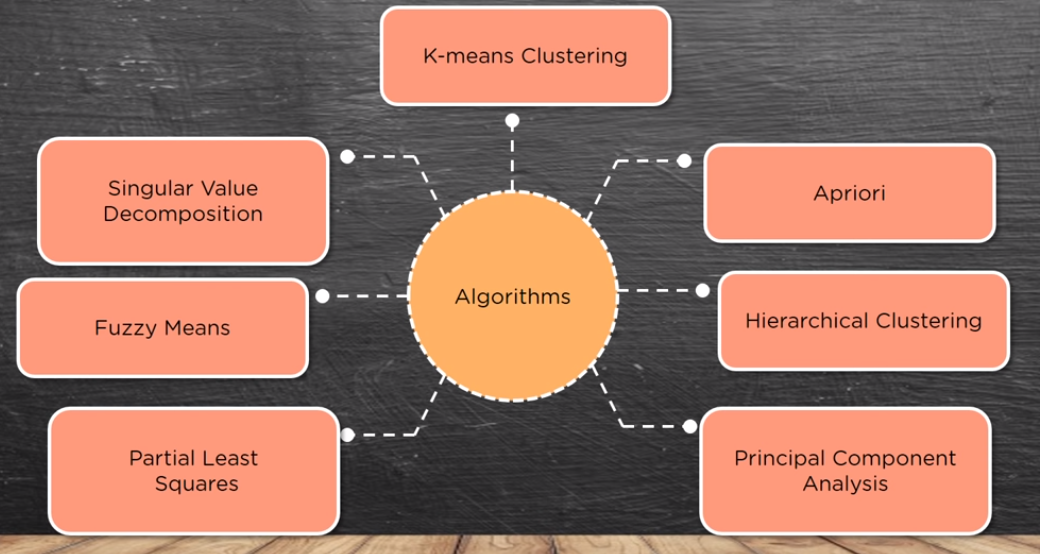 K-means Clustering
Singular Value
Decomposition
Apriori
Algorithms
Fuzzy Means
Hierarchical Clustering
Partial Least
Squares
Principal Component
Analysis